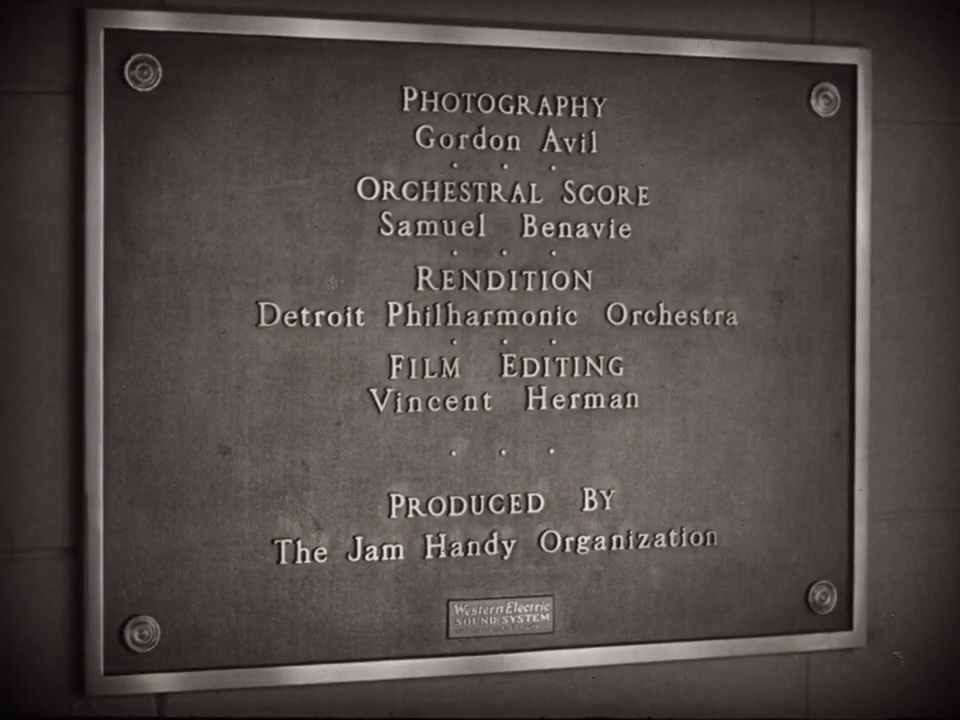 PHOTOGRAPHY
Gordon Avil
ORCHESTRAL SCORE
Samuel Benavie
RENDITION
Detroit Philharmonic Orchestra
FILM EDITING
Vincent Herman
PRODUCED BY
The Jam Handy Organization
Western Electric
SOUND SYSTEM